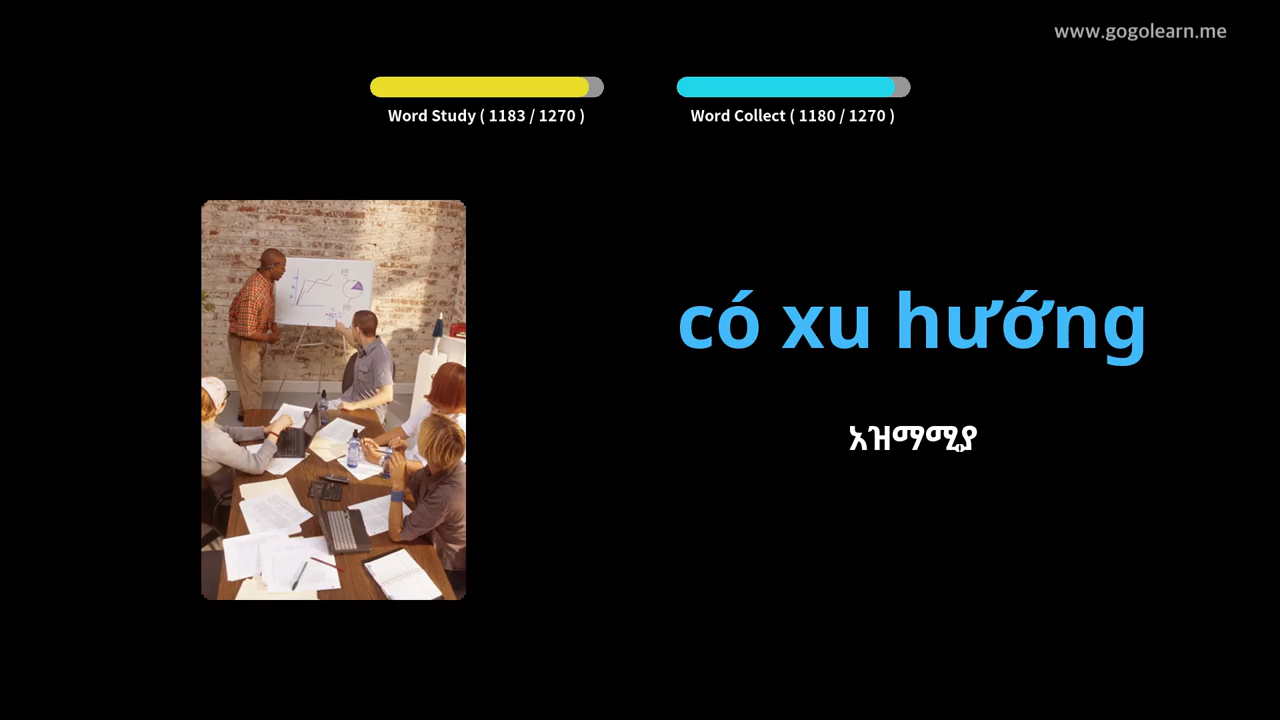 www.gogolearn.me
Word Study ( 1183 / 1270 )
Word Collect ( 1180 / 1270 )
có xu hướng
አዝማሚያ